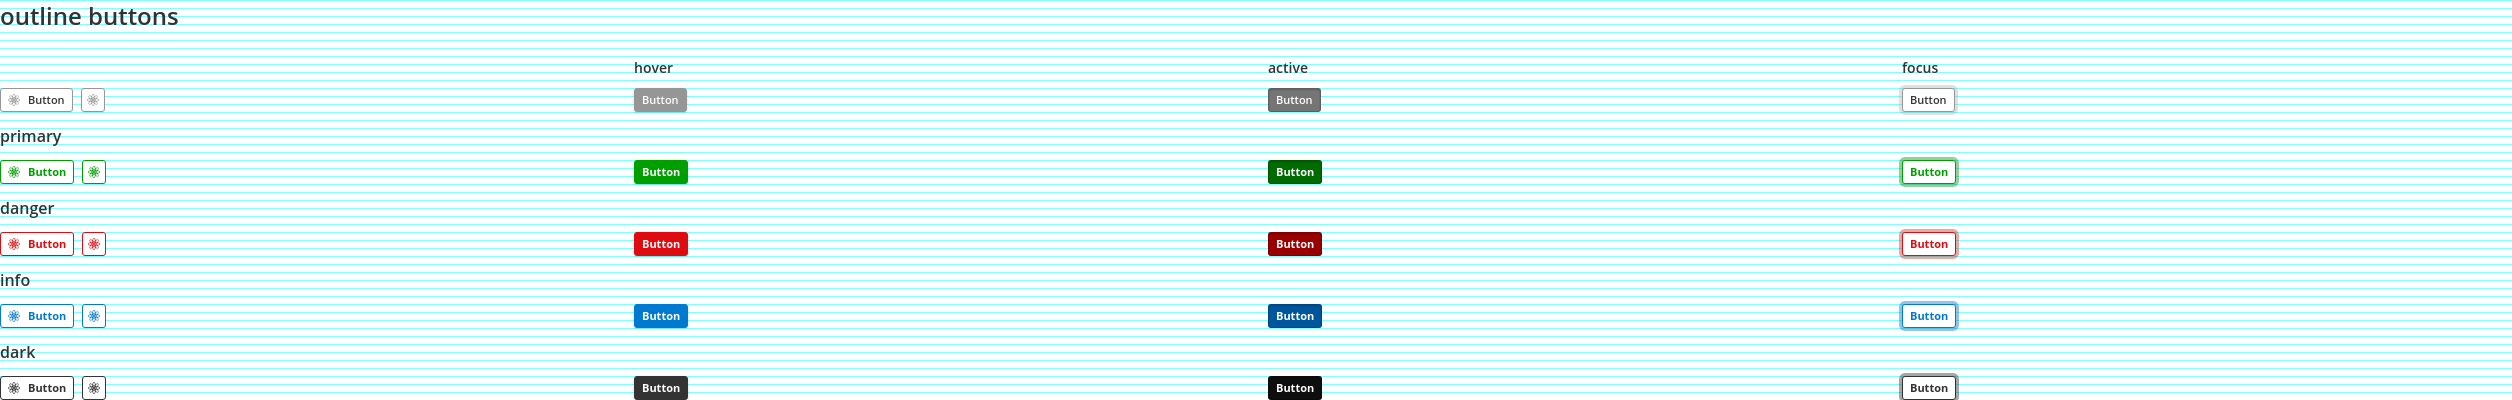 outline buttons
hover active focus
Button Button Button Button
primary
Button Button Button Button
danger
Button Button Button Button
info
Button Button Button Button
dark
Button Button Button Button